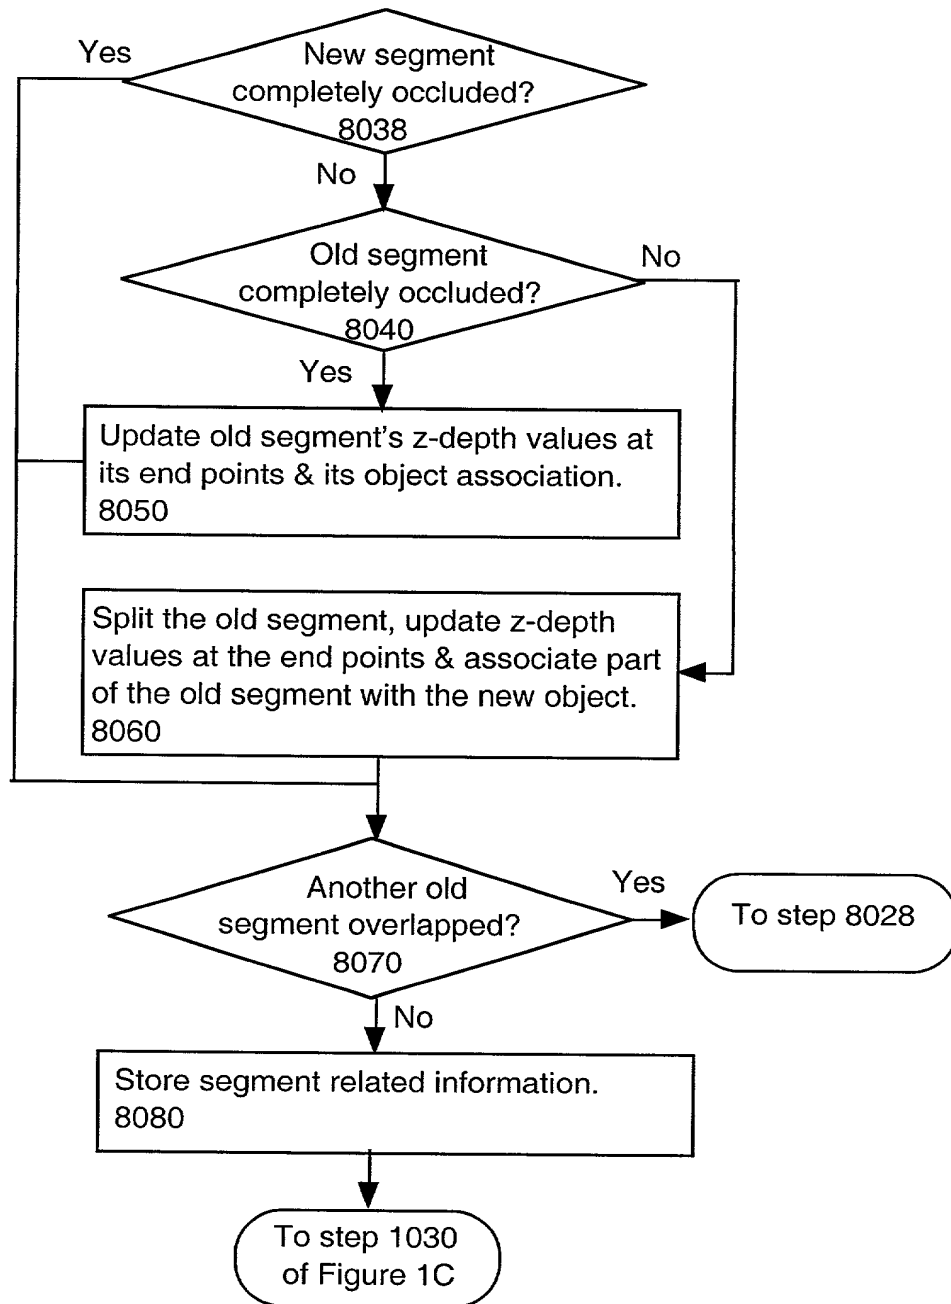 Yes
New segment
completely occluded?
8038
No
Old segment
completely occluded?
8040
No
Yes
Update old segment's z-depth values at
its end points & its object association.
8050
Split the old segment, update z-depth
values at the end points & associate part
of the old segment with the new object.
8060
Another old
segment overlapped?
8070
Yes
To step 8028
No
Store segment related information.
8080
To step 1030
of Figure 1C